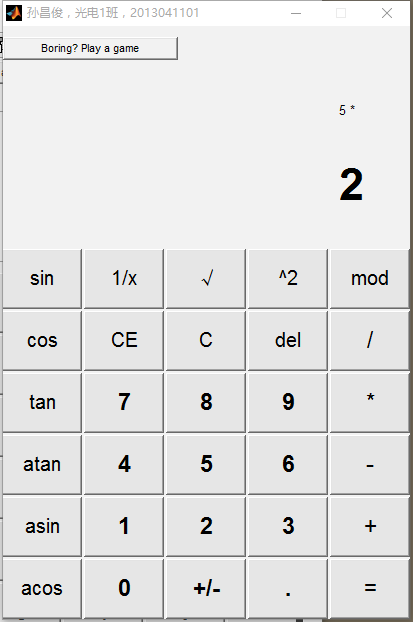 孙昌俊，光电1班，2013041101
Boring? Play a game
5 *
2
sin 1/x √ ^2 mod
cos CE C del /
tan 7 8 9 *
atan 4 5 6 -
asin 1 2 3 +
acos 0 +/- . =